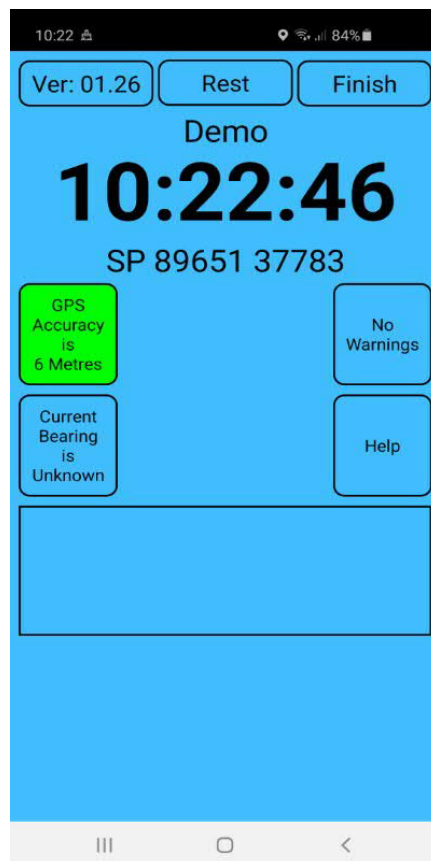 10:22 84%
Ver: 01.26 Rest Finish
Demo
10:22:46
SP 89651 37783
GPS
Accuracy
is
6 Metres
No
Warnings
Current
Bearing
is
Unknown
Help